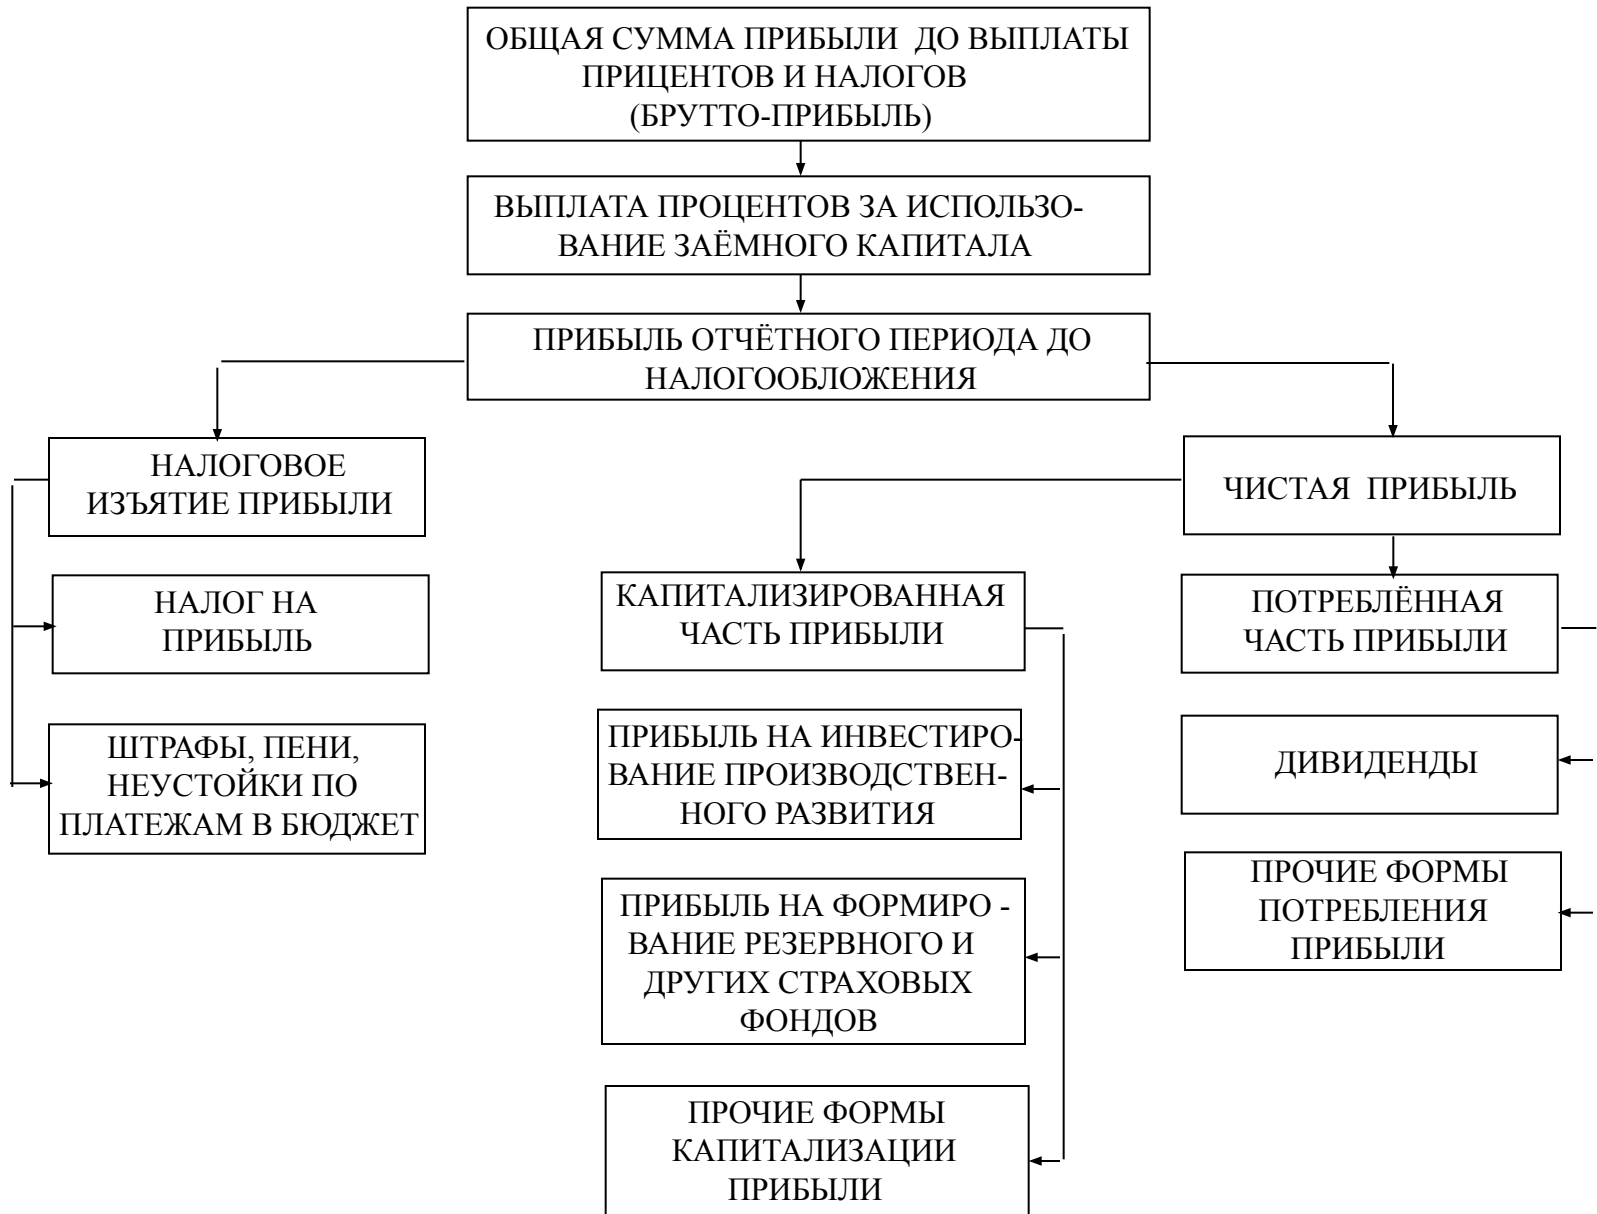 ОБЩАЯ СУММА ПРИБЫЛИ ДО ВЫПЛАТЫ
ПРИЦЕНТОВ И НАЛОГОВ
(БРУТТО-ПРИБЫЛЬ)
ВЫПЛАТА ПРОЦЕНТОВ ЗА ИСПОЛЬЗО-
ВАНИЕ ЗАЁМНОГО КАПИТАЛА
ПРИБЫЛЬ ОТЧЁТНОГО ПЕРИОДА ДО
НАЛОГООБЛОЖЕНИЯ
НАЛОГОВОЕ
ИЗЪЯТИЕ ПРИБЫЛИ
НАЛОГ НА
ПРИБЫЛЬ
ШТРАФЫ, ПЕНИ,
НЕУСТОЙКИ ПО
ПЛАТЕЖАМ В БЮДЖЕТ
ЧИСТАЯ ПРИБЫЛЬ
КАПИТАЛИЗИРОВАННАЯ
ЧАСТЬ ПРИБЫЛИ
ПРИБЫЛЬ НА ИНВЕСТИРО-
ВАНИЕ ПРОИЗВОДСТВЕН-
НОГО РАЗВИТИЯ
ПРИБЫЛЬ НА ФОРМИРО -
ВАНИЕ РЕЗЕРВНОГО И
ДРУГИХ СТРАХОВЫХ
ФОНДОВ
ПРОЧИЕ ФОРМЫ
КАПИТАЛИЗАЦИИ
ПРИБЫЛИ
ПОТРЕБЛЁННАЯ
ЧАСТЬ ПРИБЫЛИ
ДИВИДЕНДЫ
ПРОЧИЕ ФОРМЫ
ПОТРЕБЛЕНИЯ
ПРИБЫЛИ